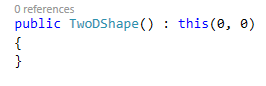 0 references
public TwoDShape() : this(0, 0)
{
}